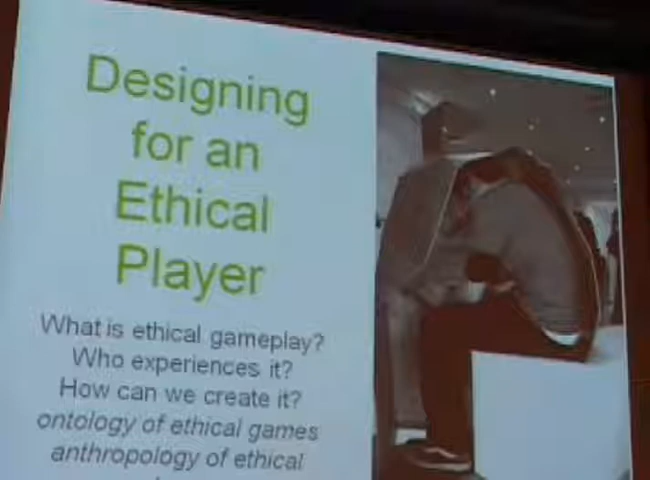 Designing
for an
Ethical
Player
What is ethical gameplay?
Who experiences it?
How can we create it?
ontology of ethical games
anthropology of ethical